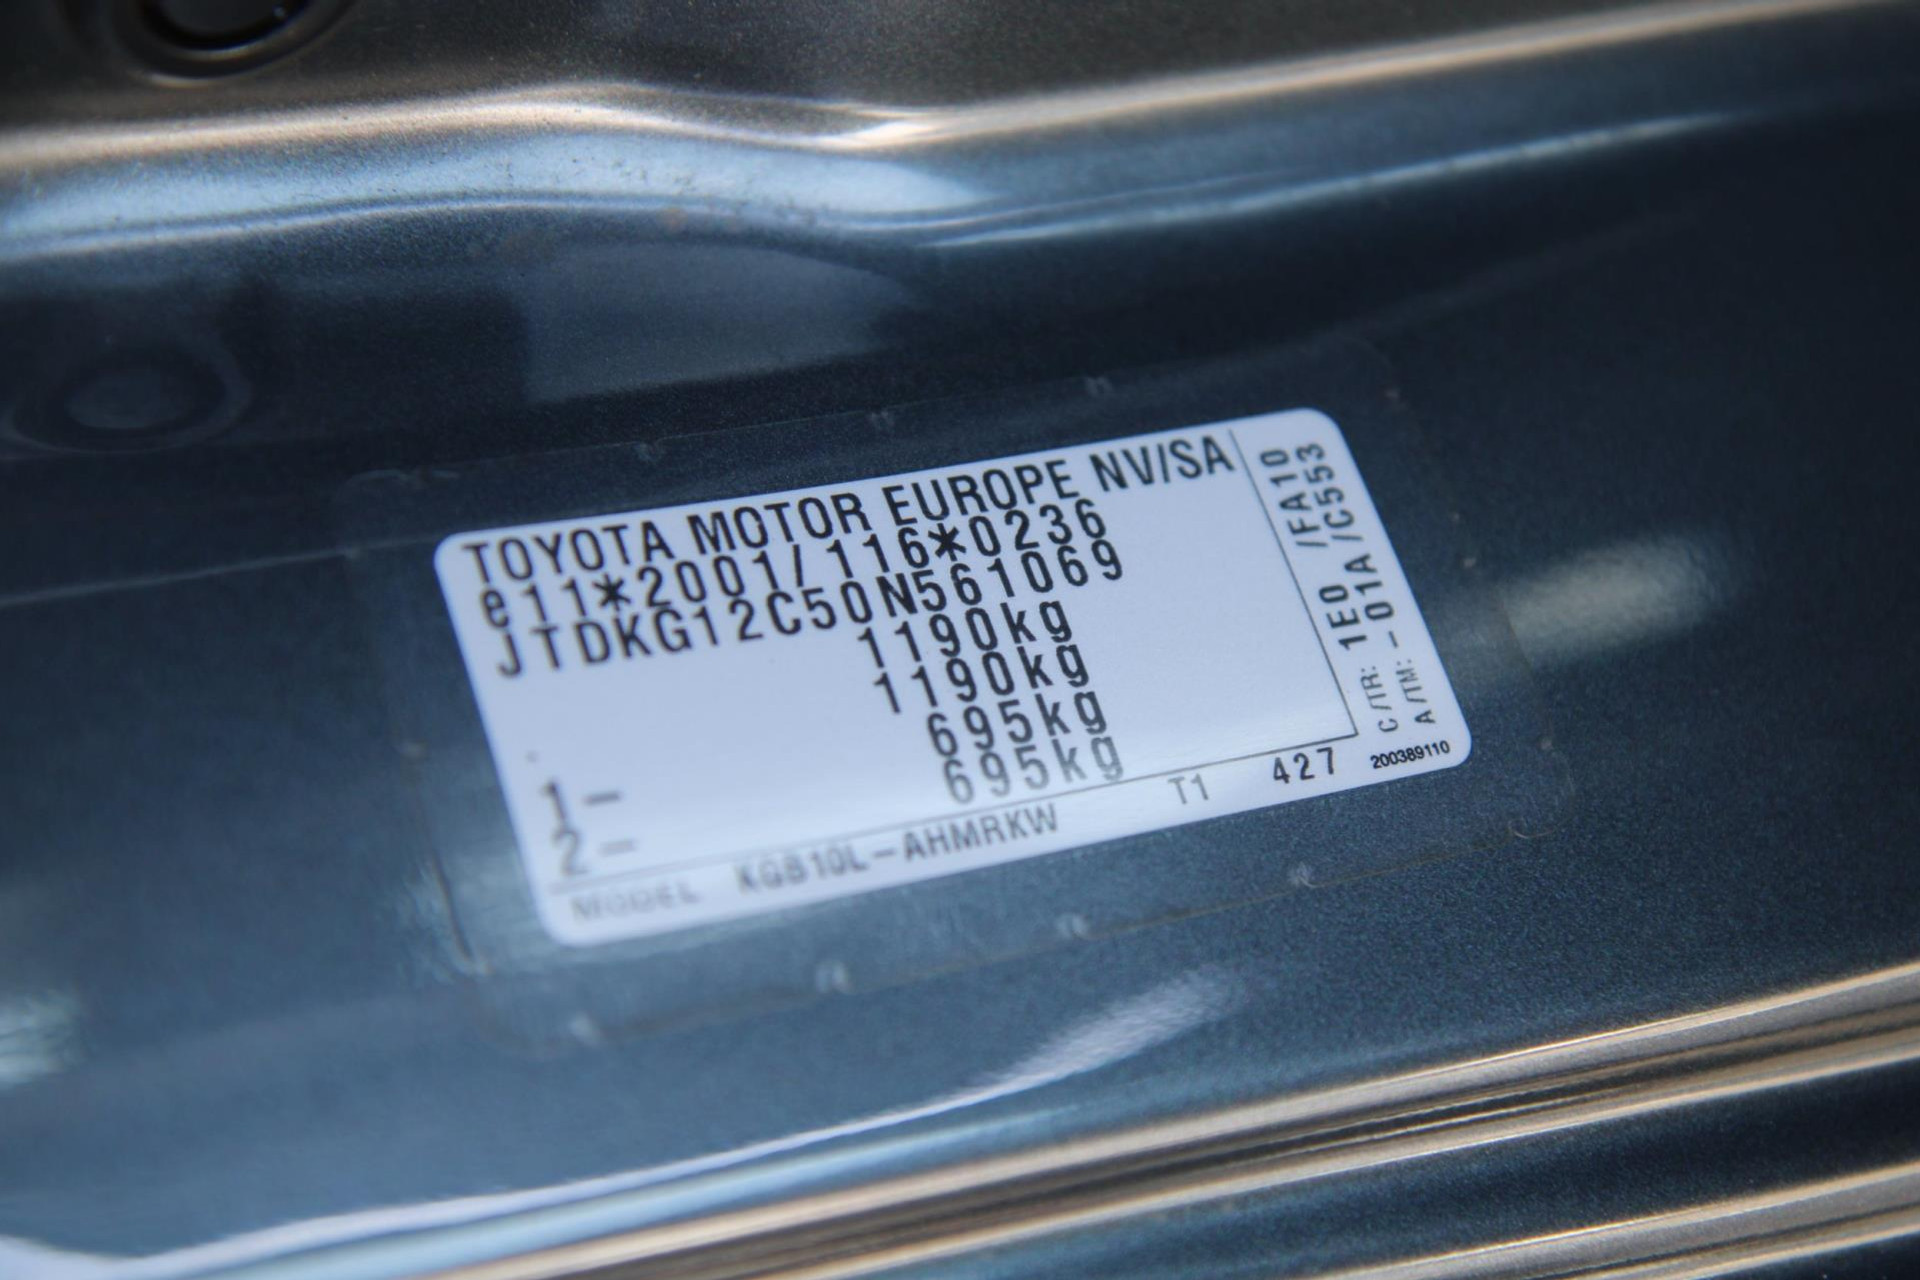 TOYOTA MOTOR EUROPE NV/SA
e11*2001/116*0236
JTDKG12C50N561069
1190kg
1190kg
1- 695kg
2- 695kg
MODEL KGB10L-AHMRKW T1 427
C/TR: 1E0 /FA10
A/TM: -01A/C553
200389110